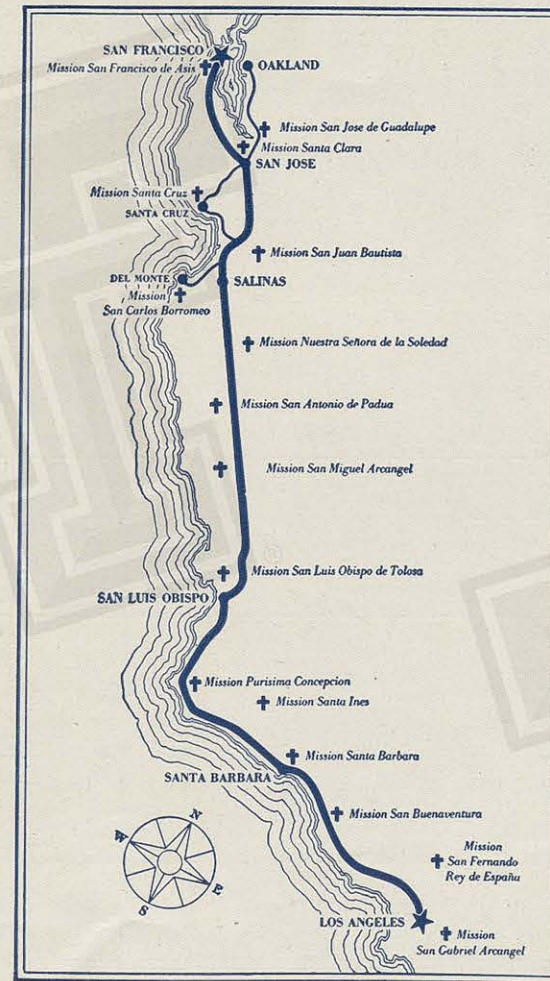 SAN FRANCISCO
Mission San Francisco de Asis
OAKLAND
Mission San Jose de Guadalupe
Mission Santa Clara
SAN JOSE
Mission Santa Cruz
SANTA CRUZ
Mission San Juan Bautista
DEL MONTE
SALINAS
Mission
San Carlos Borromeo
Mission Nuestra Señora de la Soledad
Mission San Antonio de Padua
Mission San Miguel Arcangel
Mission San Luis Obispo de Tolosa
SAN LUIS OBISPO
Mission Purisima Concepcion
Mission Santa Ines
Mission Santa Barbara
SANTA BARBARA
Mission San Buenaventura
N
W
E
S
Mission
San Fernando
Rey de España
LOS ANGELES
Mission
San Gabriel Arcangel